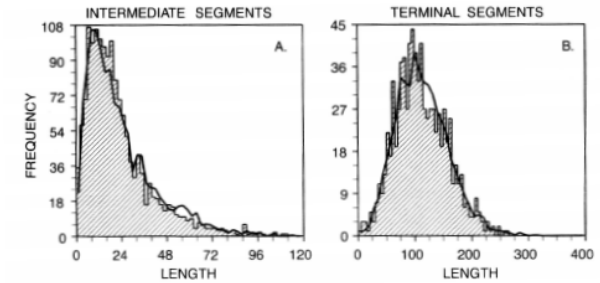 INTERMEDIATE SEGMENTS
A.
FREQUENCY
108
90
72
54
36
18
0
0 24 48 72 96 120
LENGTH
TERMINAL SEGMENTS
B.
45
36
27
18
9
0
0 100 200 300 400
LENGTH